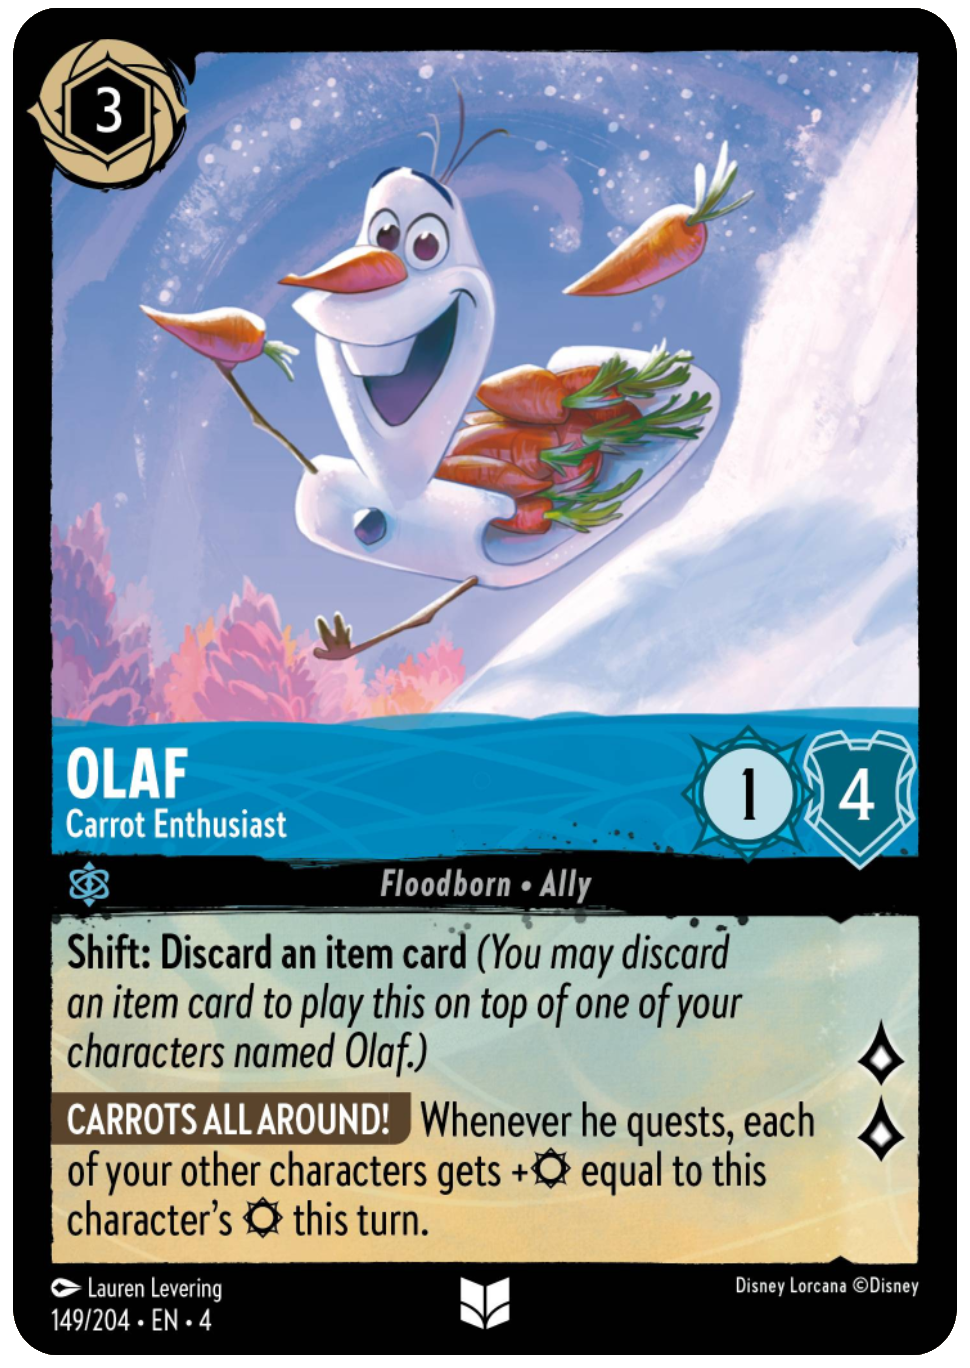 3
OLAF
Carrot Enthusiast
1
4
Floodborn • Ally
Shift: Discard an item card (You may discard
an item card to play this on top of one of your
characters named Olaf.)
CARROTS ALL AROUND! Whenever he quests, each
of your other characters gets + equal to this
character's this turn.
Lauren Levering
Disney Lorcana ©Disney
149/204 • EN • 4